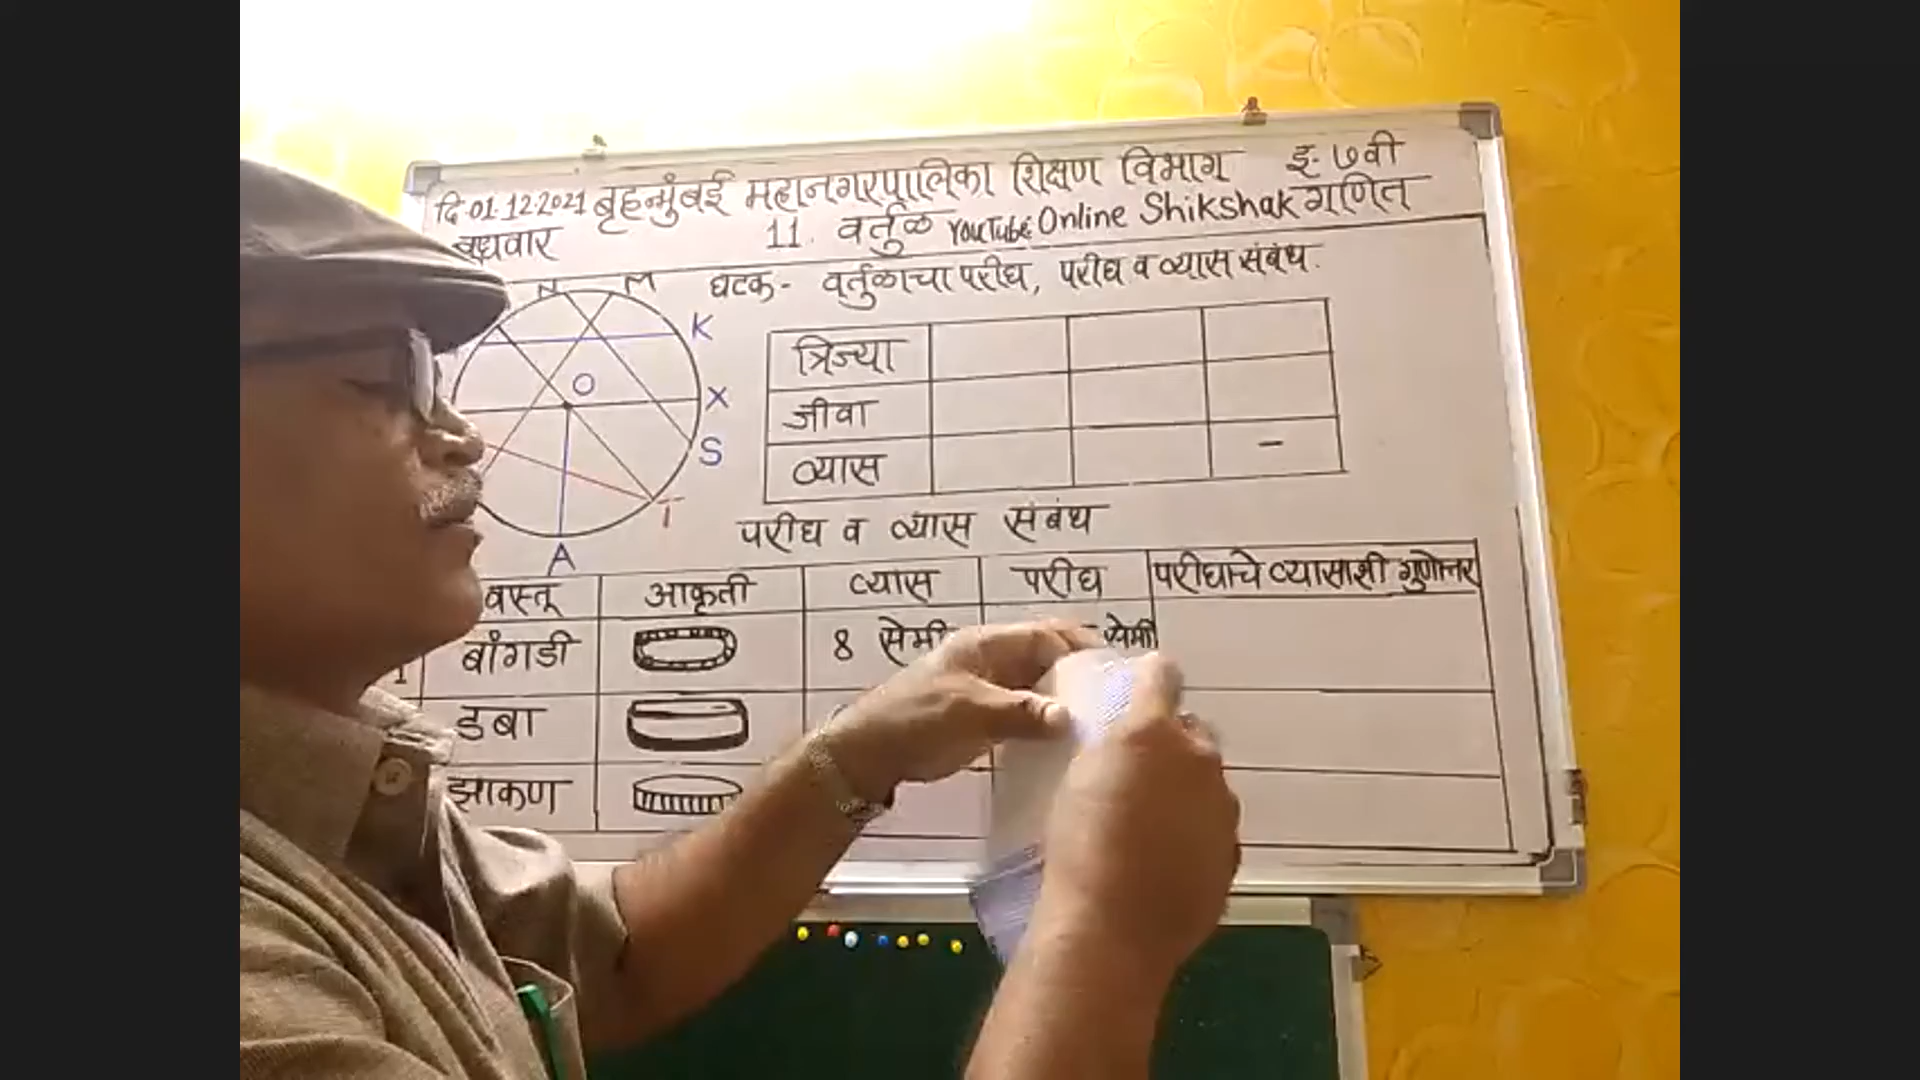 दि-01-12-2021 बृहन्मुंबई महानगरपालिका शिक्षण विभाग इ- ७वी
बुधवार 11. वर्तुळ YouTube: Online Shikshak गणित
घटक - वर्तुळाचा परीघ, परीघ व व्यास संबंध.
N M
K
O
X
S
T
A
त्रिज्या
जीवा
व्यास -
परीघ व व्यास संबंध
वस्तू आकृती व्यास परीघ परीघाचे व्यासाशी गुणोत्तर
1 बांगडी 8 सेमी सेमी
डबा
झाकण